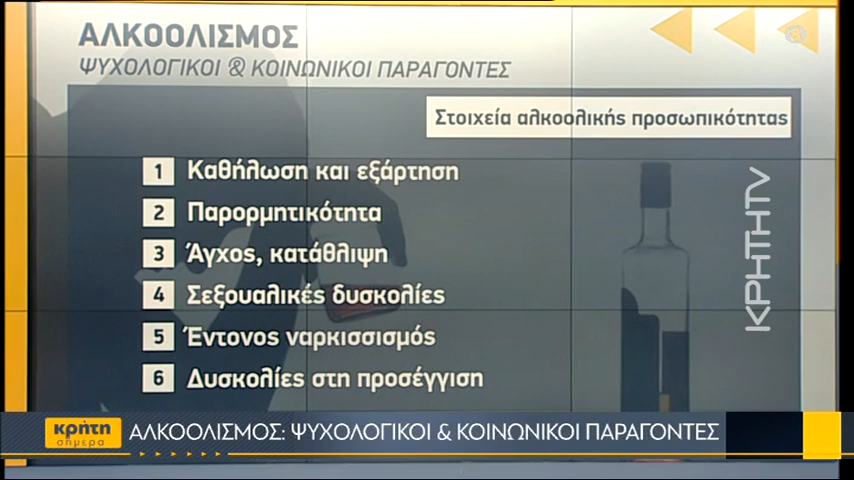 ΑΛΚΟΟΛΙΣΜΟΣ
ΨΥΧΟΛΟΓΙΚΟΙ & ΚΟΙΝΩΝΙΚΟΙ ΠΑΡΑΓΟΝΤΕΣ
Στοιχεία αλκοολικής προσωπικότητας
1 Καθήλωση και εξάρτηση
2 Παρορμητικότητα
3 Άγχος, κατάθλιψη
4 Σεξουαλικές δυσκολίες
5 Έντονος ναρκισσισμός
6 Δυσκολίες στη προσέγγιση
ΚΡΗΤΗTV
κρήτη
σήμερα
ΑΛΚΟΟΛΙΣΜΟΣ: ΨΥΧΟΛΟΓΙΚΟΙ & ΚΟΙΝΩΝΙΚΟΙ ΠΑΡΑΓΟΝΤΕΣ